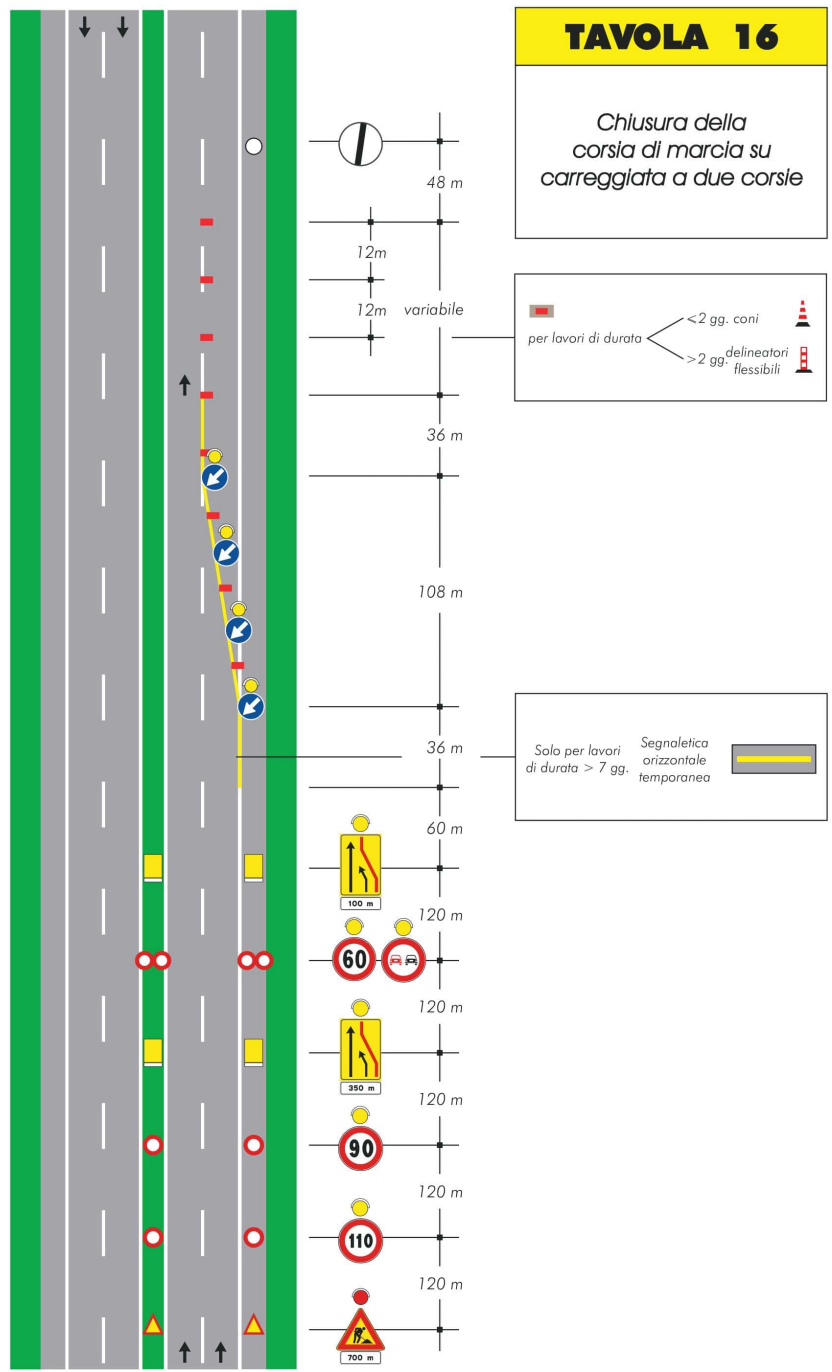 TAVOLA 16
Chiusura della
corsia di marcia su
carreggiata a due corsie
48 m
12m
12m
variabile
per lavori di durata
<2 gg. coni
>2 gg. delineatori
flessibili
36 m
108 m
36 m
Solo per lavori
di durata > 7 gg.
Segnaletica
orizzontale
temporanea
60 m
100 m
120 m
60
120 m
350 m
120 m
90
120 m
110
120 m
700 m